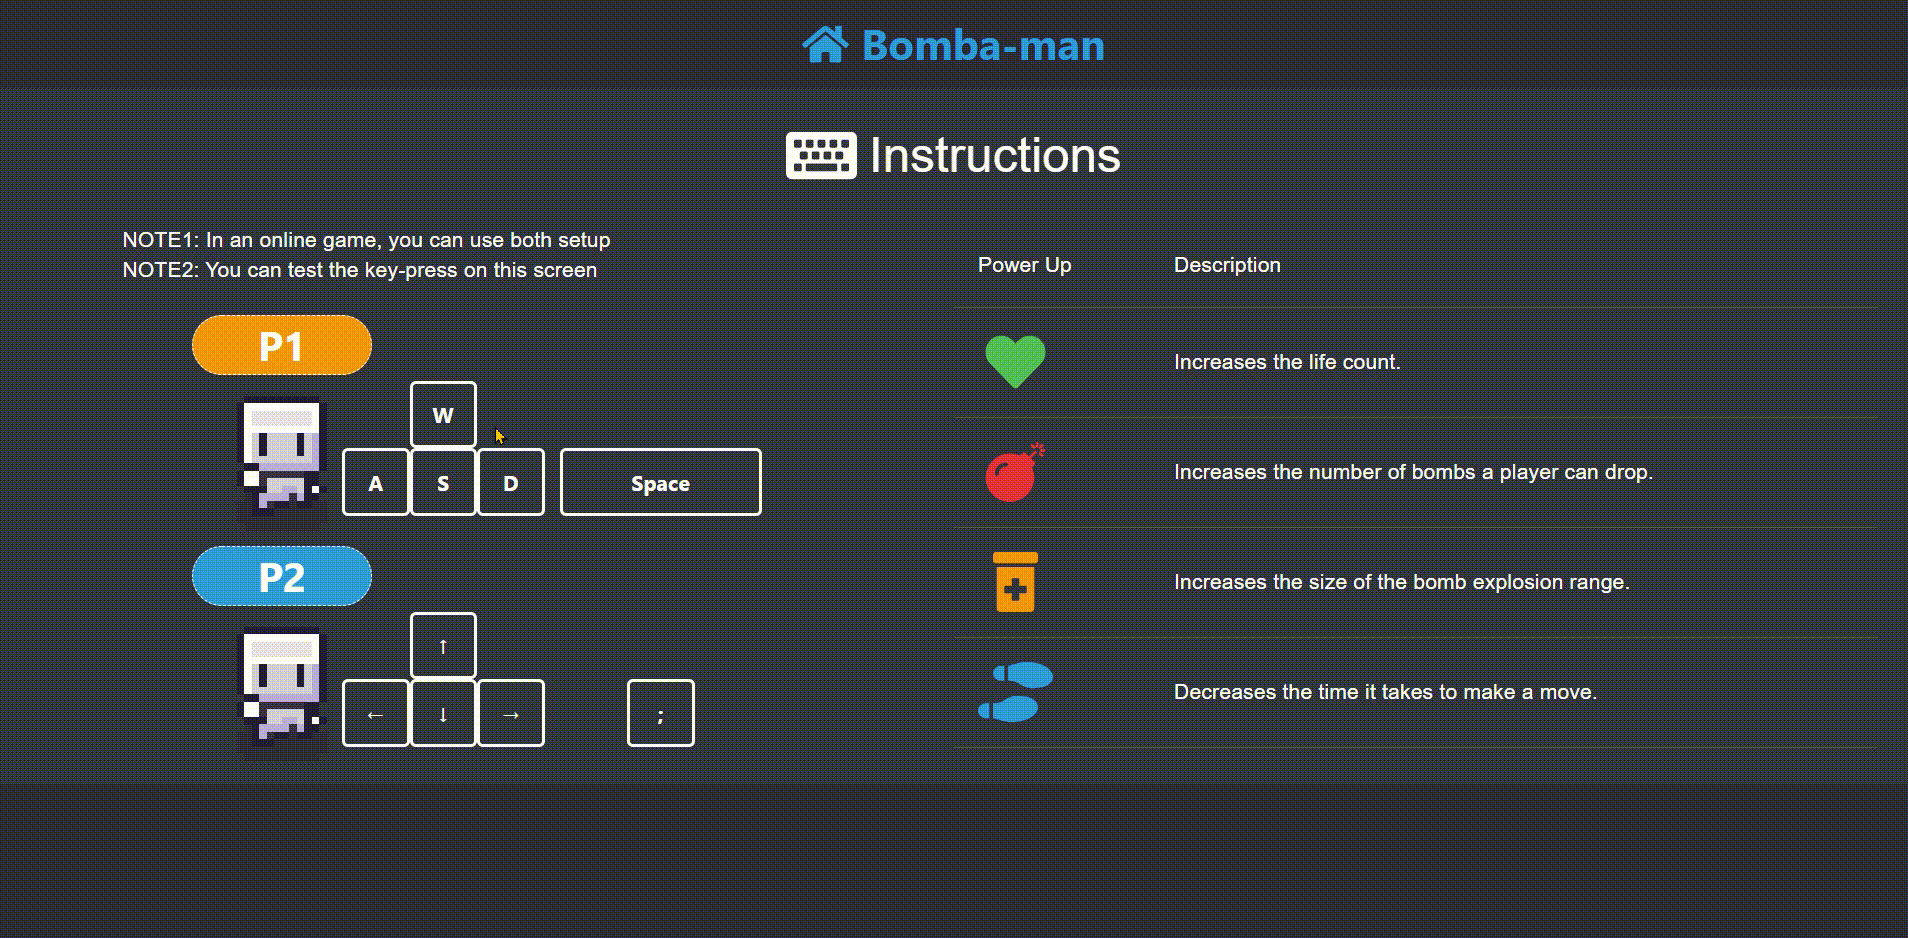 Bomba-man
Instructions
NOTE1: In an online game, you can use both setup
NOTE2: You can test the key-press on this screen
P1
W
A S D Space
P2
↑
← ↓ → ;
Power Up Description
Increases the life count.
Increases the number of bombs a player can drop.
Increases the size of the bomb explosion range.
Decreases the time it takes to make a move.